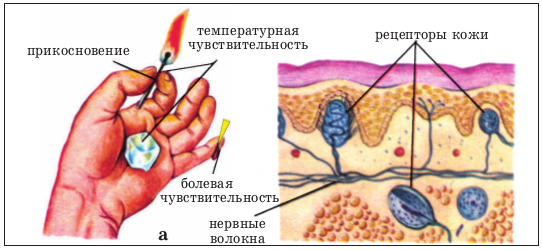 температурная
чувствительность
прикосновение
рецепторы кожи
болевая
чувствительность
а
нервные
волокна